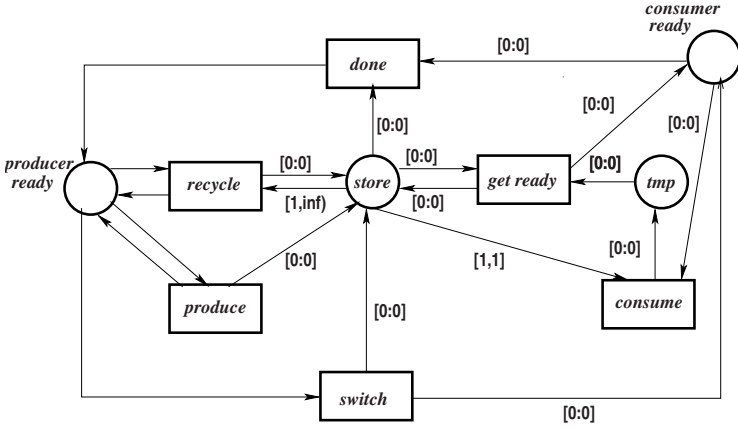 consumer
ready
[0:0]
done
[0:0]
[0:0]
[0:0]
producer
ready
[0:0]
[0:0]
[0:0]
recycle
store
get ready
tmp
[1,inf)
[0:0]
[0:0]
[0:0]
[1,1]
produce
consume
[0:0]
switch
[0:0]